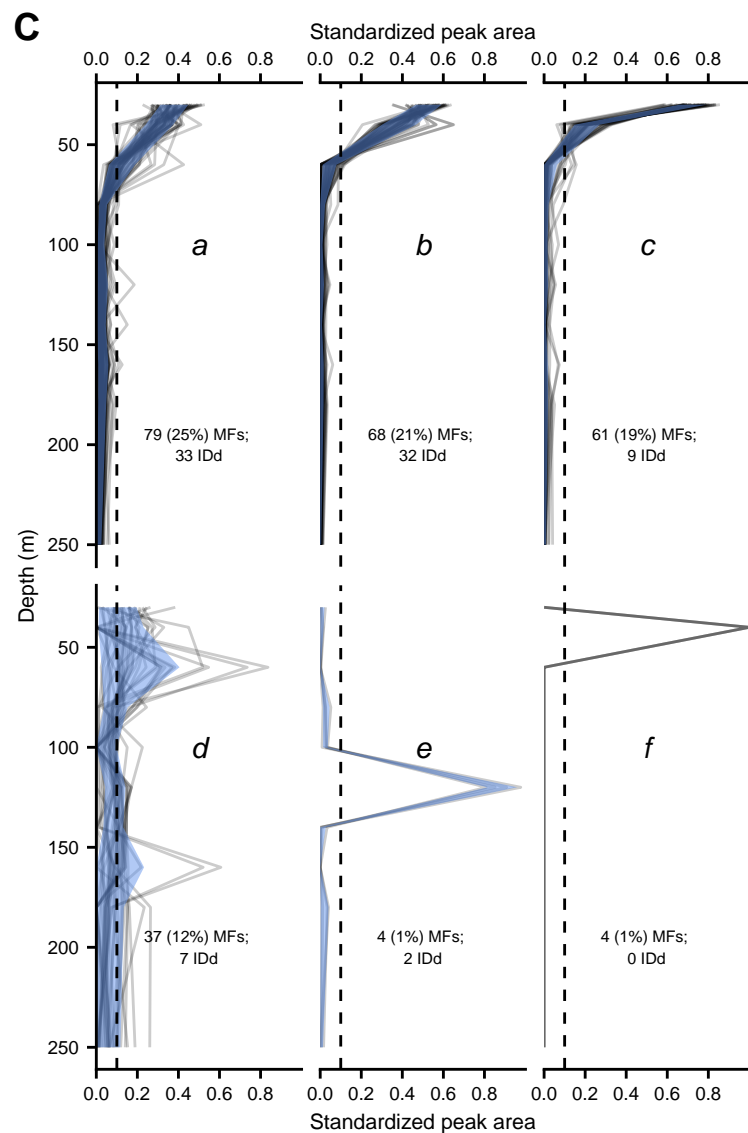 C
Standardized peak area
0.0 0.2 0.4 0.6 0.8 0.0 0.2 0.4 0.6 0.8 0.0 0.2 0.4 0.6 0.8
50
100
150
200
250
a
b
c
79 (25%) MFs;
33 IDd
68 (21%) MFs;
32 IDd
61 (19%) MFs;
9 IDd
Depth (m)
50
100
150
200
250
d
e
f
37 (12%) MFs;
7 IDd
4 (1%) MFs;
2 IDd
4 (1%) MFs;
0 IDd
0.0 0.2 0.4 0.6 0.8 0.0 0.2 0.4 0.6 0.8 0.0 0.2 0.4 0.6 0.8
Standardized peak area